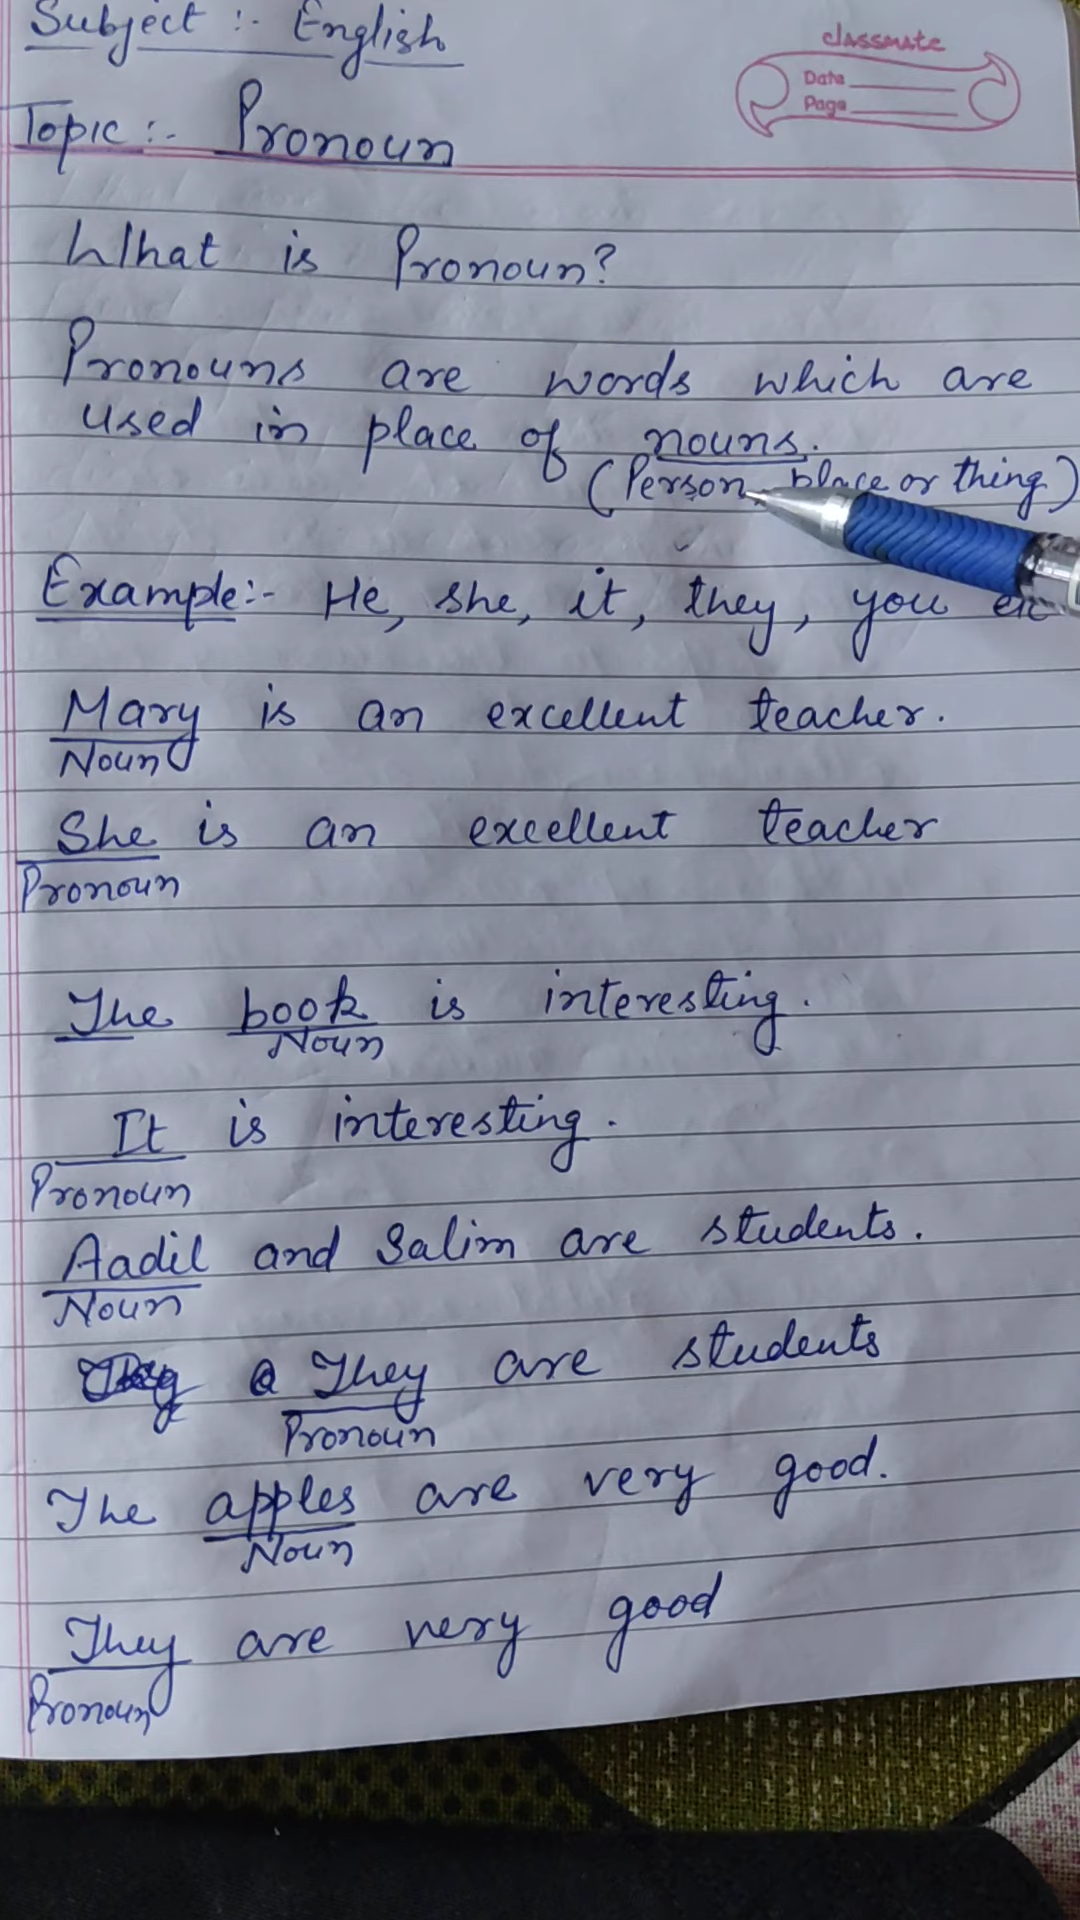 Subject :- English
classmate
Date
Page
Topic :- Pronoun
What is Pronoun?
Pronouns are words which are
used in place of nouns.
(Person, place or thing)
Example:- He, she, it, they, you etc
Mary is an excellent teacher.
Noun
She is an excellent teacher
Pronoun
The book is interesting.
Noun
It is interesting.
Pronoun
Aadil and Salim are students.
Noun
They are students
Pronoun
The apples are very good.
Noun
They are very good
Pronoun